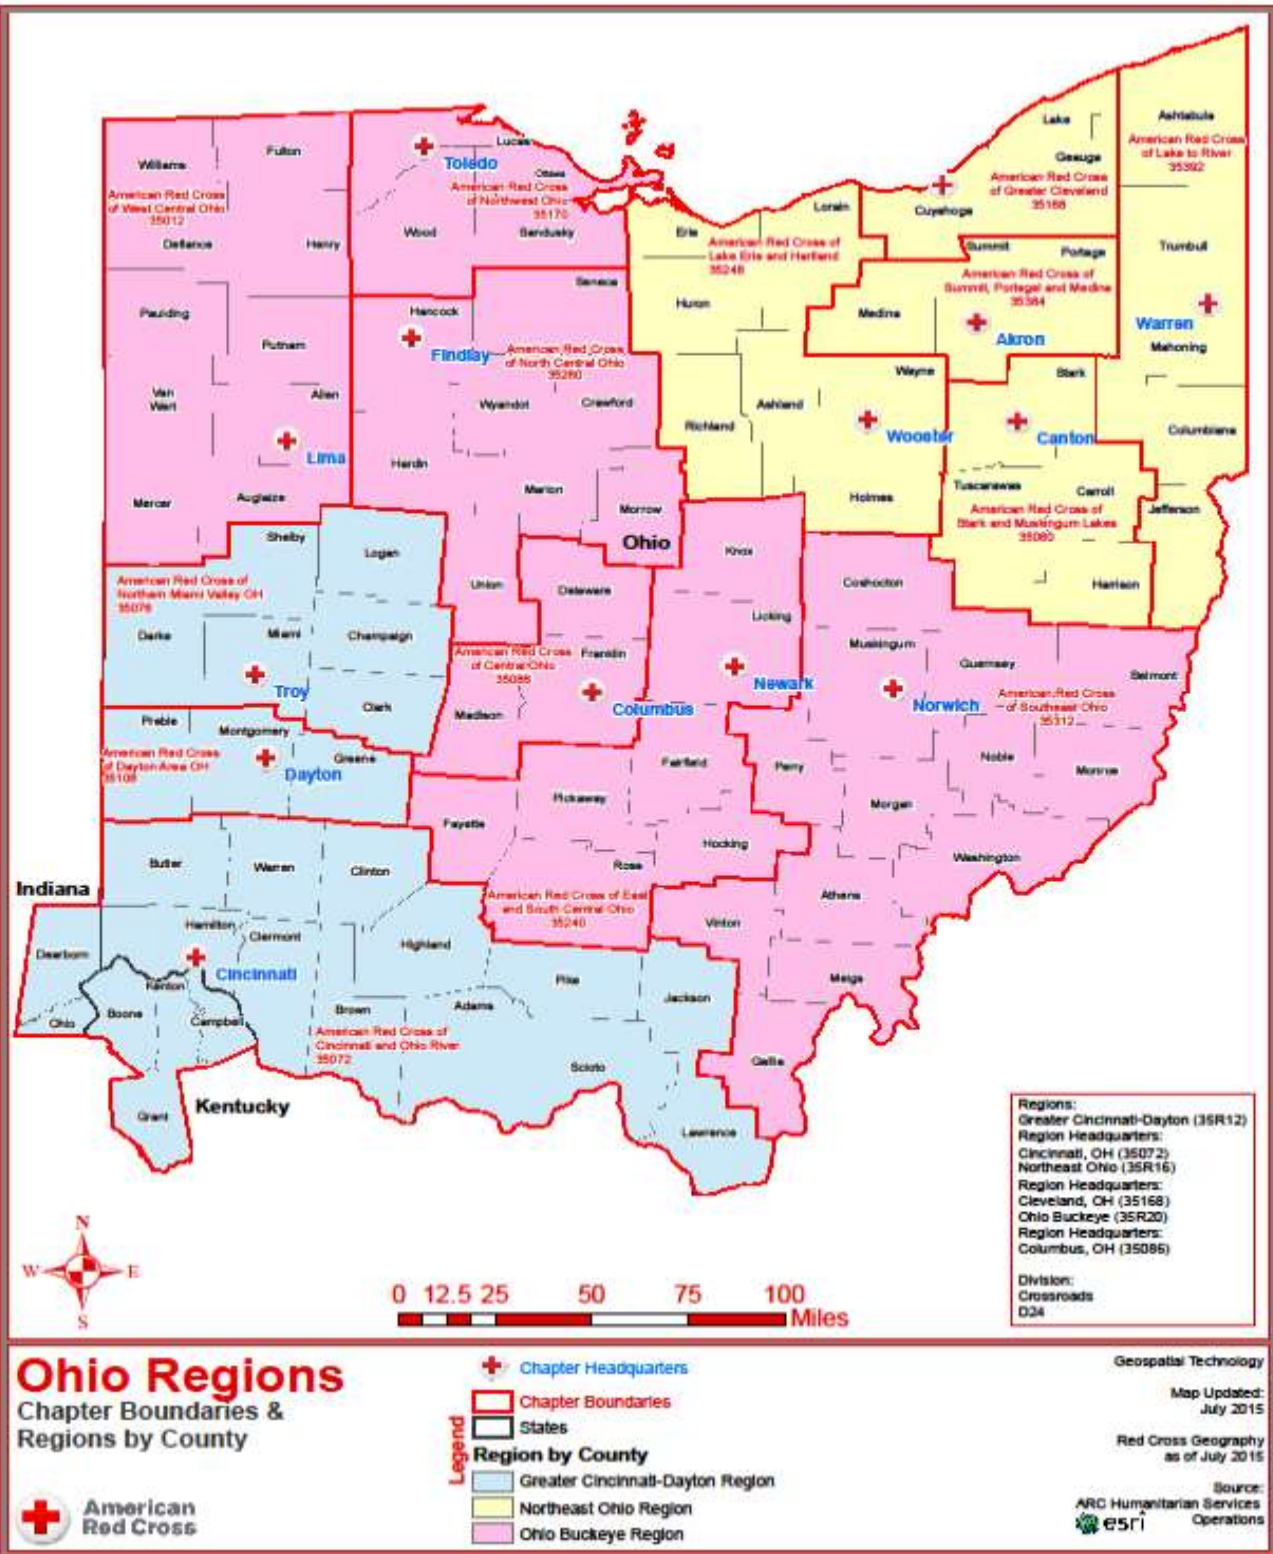 Ashtabula
Lake
American Red Cross
of Lake to River
35392
Geauga
American Red Cross
of Greater Cleveland
35168
Cuyahoga
Lucas
Toledo
Ottawa
American Red Cross
of Northwest Ohio
35170
Wood
Sandusky
Fulton
Williams
American Red Cross
of West Central Ohio
35012
Defiance
Henry
Lorain
Erie
American Red Cross of
Lake Erie and Hartland
35248
Summit
Portage
American Red Cross of
Summit, Portage and Medina
35384
Trumbull
Warren
Mahoning
Medina
Akron
Huron
Seneca
Hancock
Findlay
American Red Cross
of North Central Ohio
35280
Paulding
Putnam
Van
Wert
Allen
Lima
Wyandot
Crawford
Hardin
Richland
Ashland
Wayne
Wooster
Stark
Canton
Columbiana
Mercer
Auglaize
Marion
Morrow
Holmes
Tuscarawas
Carroll
American Red Cross of
Stark and Muskingum Lakes
35080
Jefferson
Harrison
Ohio
Shelby
Logan
Knox
Union
Delaware
Coshocton
American Red Cross of
Northern Miami Valley OH
35076
Darke
Miami
Champaign
Troy
Clark
Licking
Newark
American Red Cross
of Central Ohio
35086
Franklin
Columbus
Madison
Muskingum
Guernsey
Belmont
Norwich
American Red Cross
of Southeast Ohio
35312
Preble
Montgomery
American Red Cross
of Dayton Area OH
35108
Dayton
Greene
Fairfield
Perry
Noble
Monroe
Pickaway
Morgan
Fayette
Hocking
Ross
Washington
Butler
Warren
Clinton
American Red Cross of East
and South Central Ohio
35240
Athens
Vinton
Indiana
Hamilton
Clermont
Highland
Dearborn
Cincinnati
Kenton
Boone
Campbell
Ohio
Brown
American Red Cross of
Cincinnati and Ohio River
35072
Adams
Pike
Jackson
Meigs
Scioto
Gallia
Grant
Kentucky
Lawrence
Regions:
Greater Cincinnati-Dayton (35R12)
Region Headquarters:
Cincinnati, OH (35072)
Northeast Ohio (35R16)
Region Headquarters:
Cleveland, OH (35168)
Ohio Buckeye (35R20)
Region Headquarters:
Columbus, OH (35086)
Division:
Crossroads
D24
N
W E
S
0 12.5 25 50 75 100
Miles
Ohio Regions
Chapter Boundaries &
Regions by County
American
Red Cross
Legend
Chapter Headquarters
Chapter Boundaries
States
Region by County
Greater Cincinnati-Dayton Region
Northeast Ohio Region
Ohio Buckeye Region
Geospatial Technology
Map Updated:
July 2015
Red Cross Geography
as of July 2015
Source:
ARC Humanitarian Services
Operations
esri